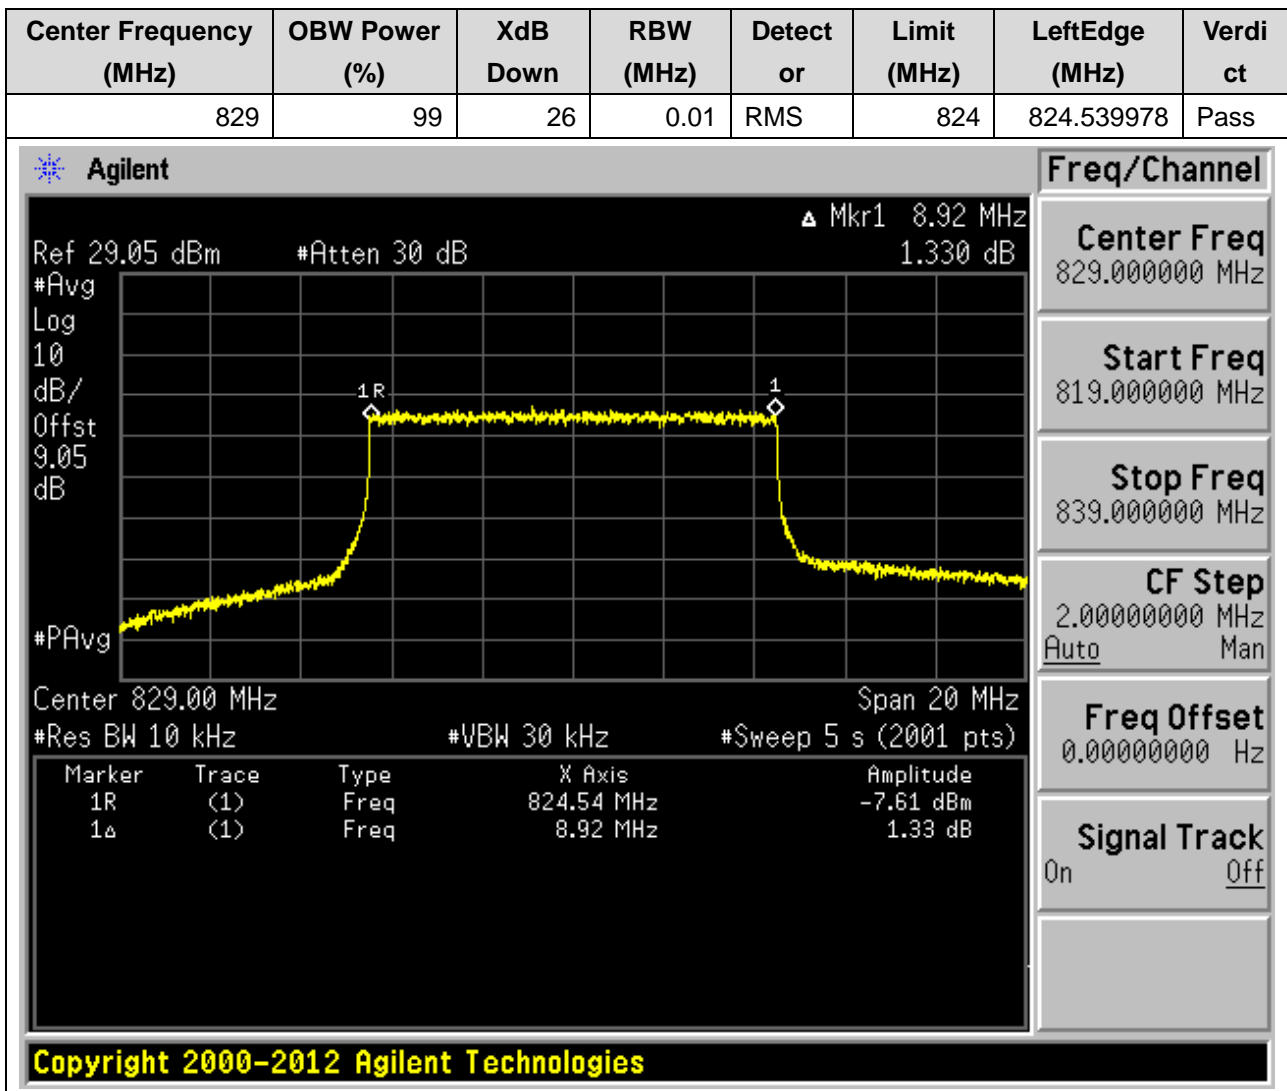 Center Frequency (MHz) OBW Power (%) XdB Down RBW (MHz) Detect or Limit (MHz) LeftEdge (MHz) Verdi ct
829 99 26 0.01 RMS 824 824.539978 Pass
Agilent
Freq/Channel
Δ Mkr1 8.92 MHz
Ref 29.05 dBm #Atten 30 dB 1.330 dB
#Avg
Log
10
dB/
Offst
9.05
dB
#PAvg
1R
1
Center 829.00 MHz Span 20 MHz
#Res BW 10 kHz #VBW 30 kHz #Sweep 5 s (2001 pts)
Marker Trace Type X Axis Amplitude
1R (1) Freq 824.54 MHz -7.61 dBm
1Δ (1) Freq 8.92 MHz 1.33 dB
Center Freq
829.000000 MHz
Start Freq
819.000000 MHz
Stop Freq
839.000000 MHz
CF Step
2.00000000 MHz
Auto Man
Freq Offset
0.00000000 Hz
Signal Track
On Off
Copyright 2000-2012 Agilent Technologies